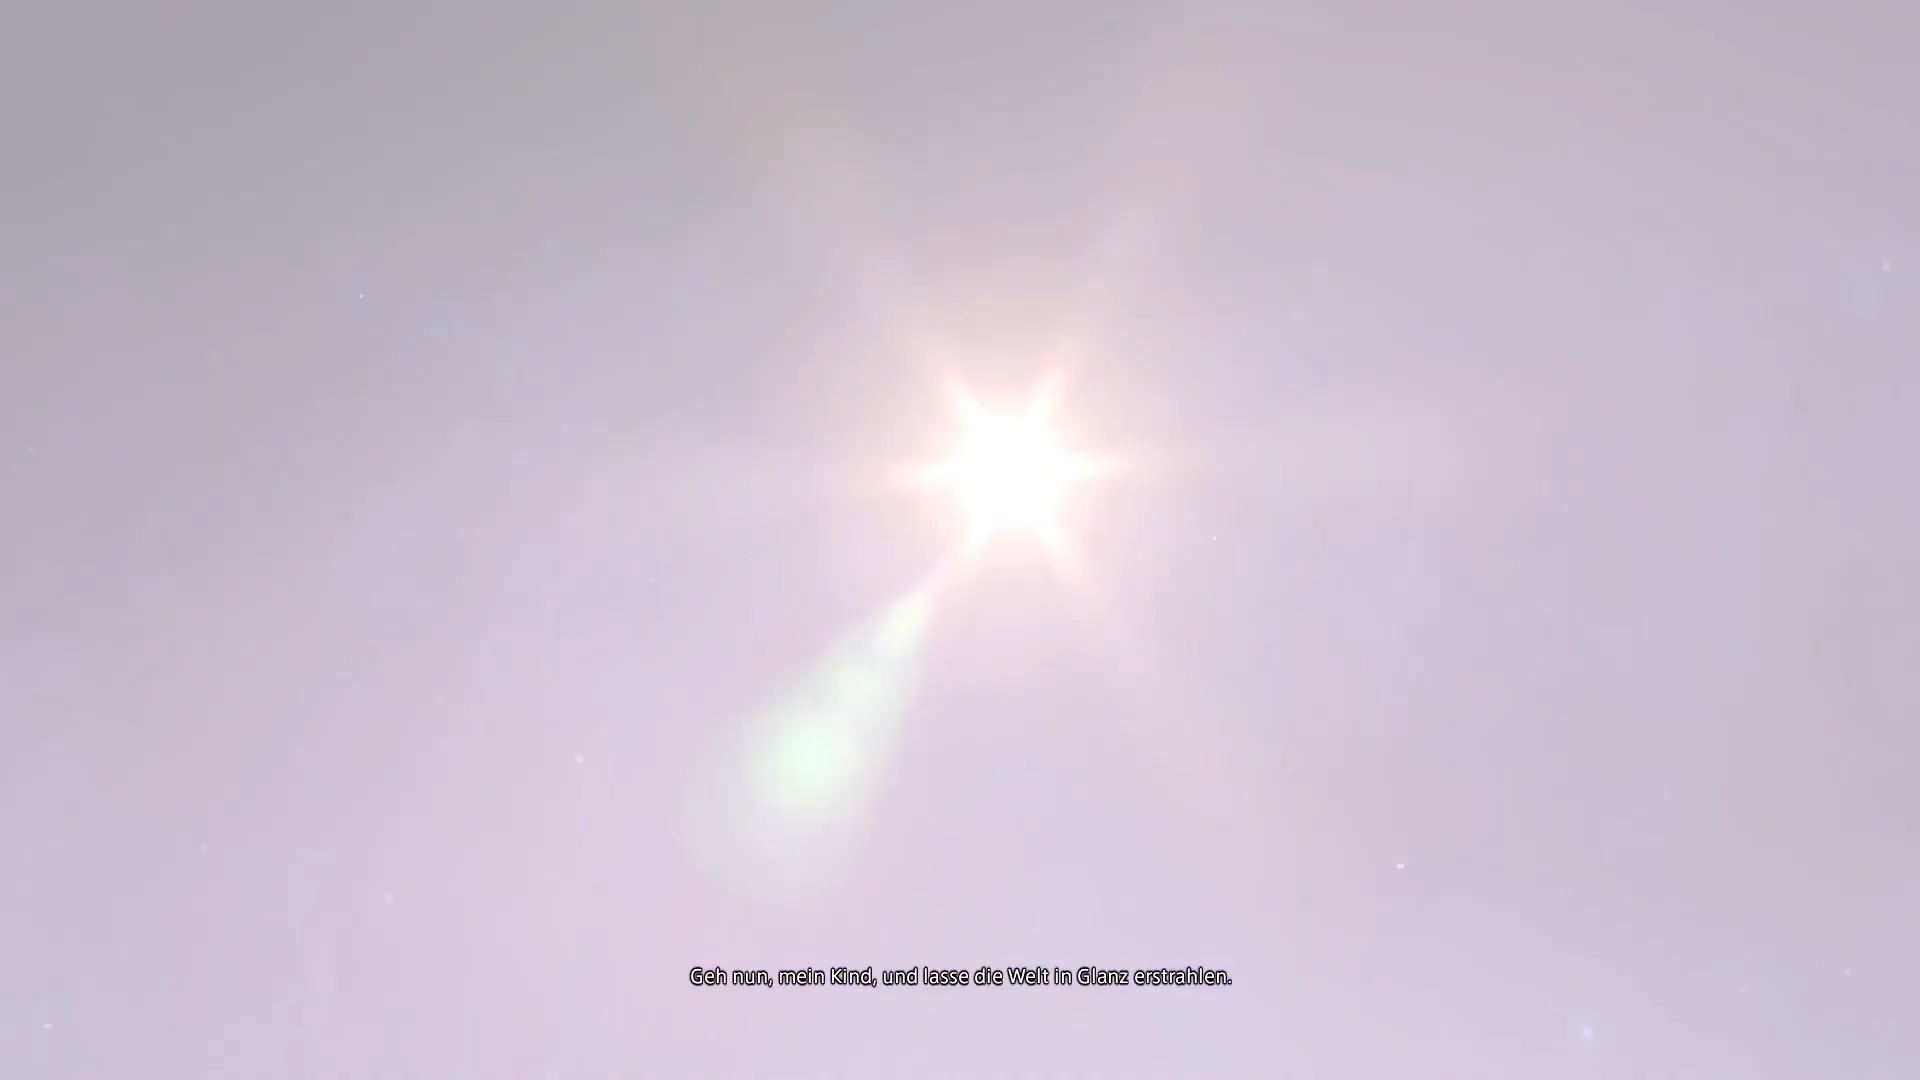 Geh nun, mein Kind, und lasse die Welt in Glanz erstrahlen.